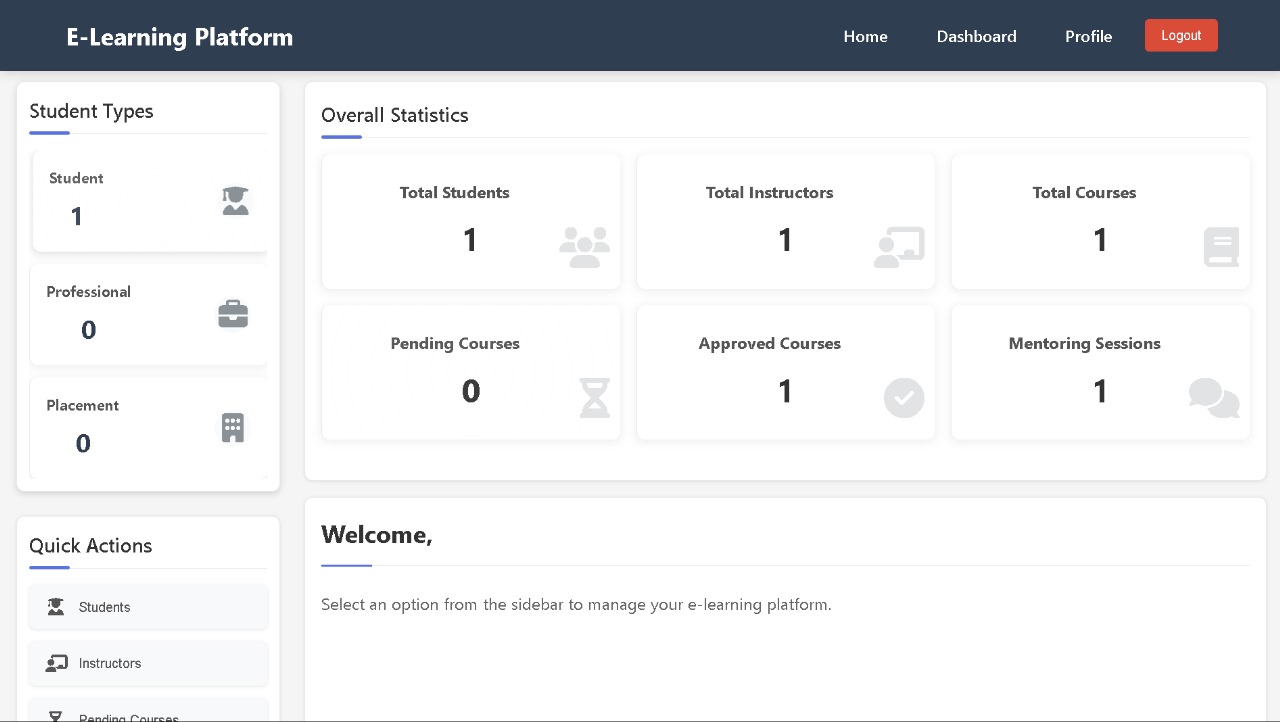 E-Learning Platform
Home
Dashboard
Profile
Logout
Student Types
Student
1
Professional
0
Placement
0
Quick Actions
Students
Instructors
Pending Courses
Overall Statistics
Total Students
1
Total Instructors
1
Total Courses
1
Pending Courses
0
Approved Courses
1
Mentoring Sessions
1
Welcome,
Select an option from the sidebar to manage your e-learning platform.